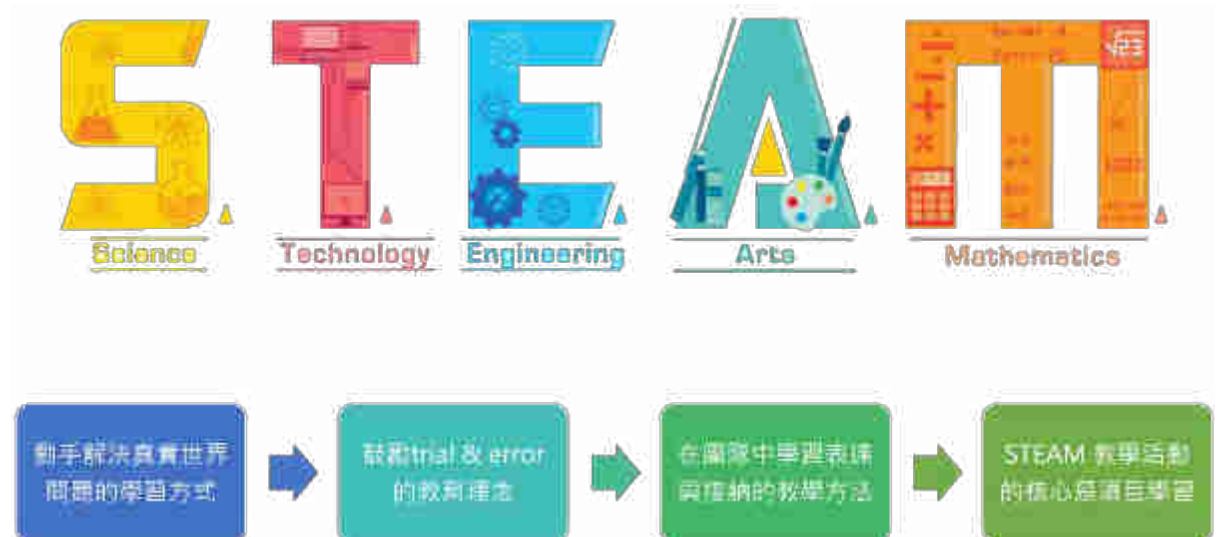 STEAM
Science
Technology
Engineering
Arts
Mathematics
√23
動手解決真實世界
問題的學習方式
鼓勵trial & error
的教育理念
在團隊中學習表達
與接納的教學方法
STEAM 教學活動
的核心是項目學習